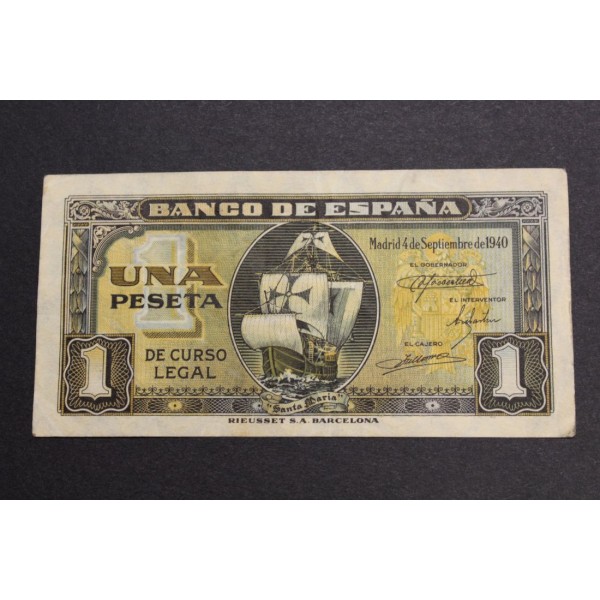 BANCO DE ESPAÑA
Madrid 4 de Septiembre de 1940
EL GOBERNADOR
EL INTERVENTOR
EL CAJERO
1
UNA
PESETA
DE CURSO
LEGAL
1
1
"Santa Maria"
RIEUSSET S.A. BARCELONA